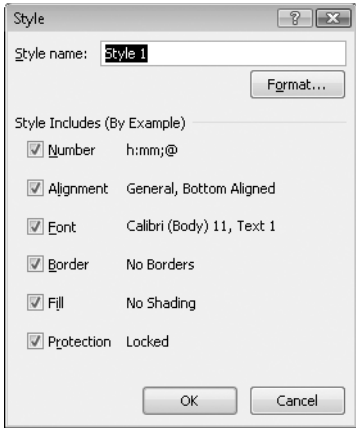 Style
Style name: Style 1
Format...
Style Includes (By Example)
Number h:mm;@
Alignment General, Bottom Aligned
Font Calibri (Body) 11, Text 1
Border No Borders
Fill No Shading
Protection Locked
OK Cancel